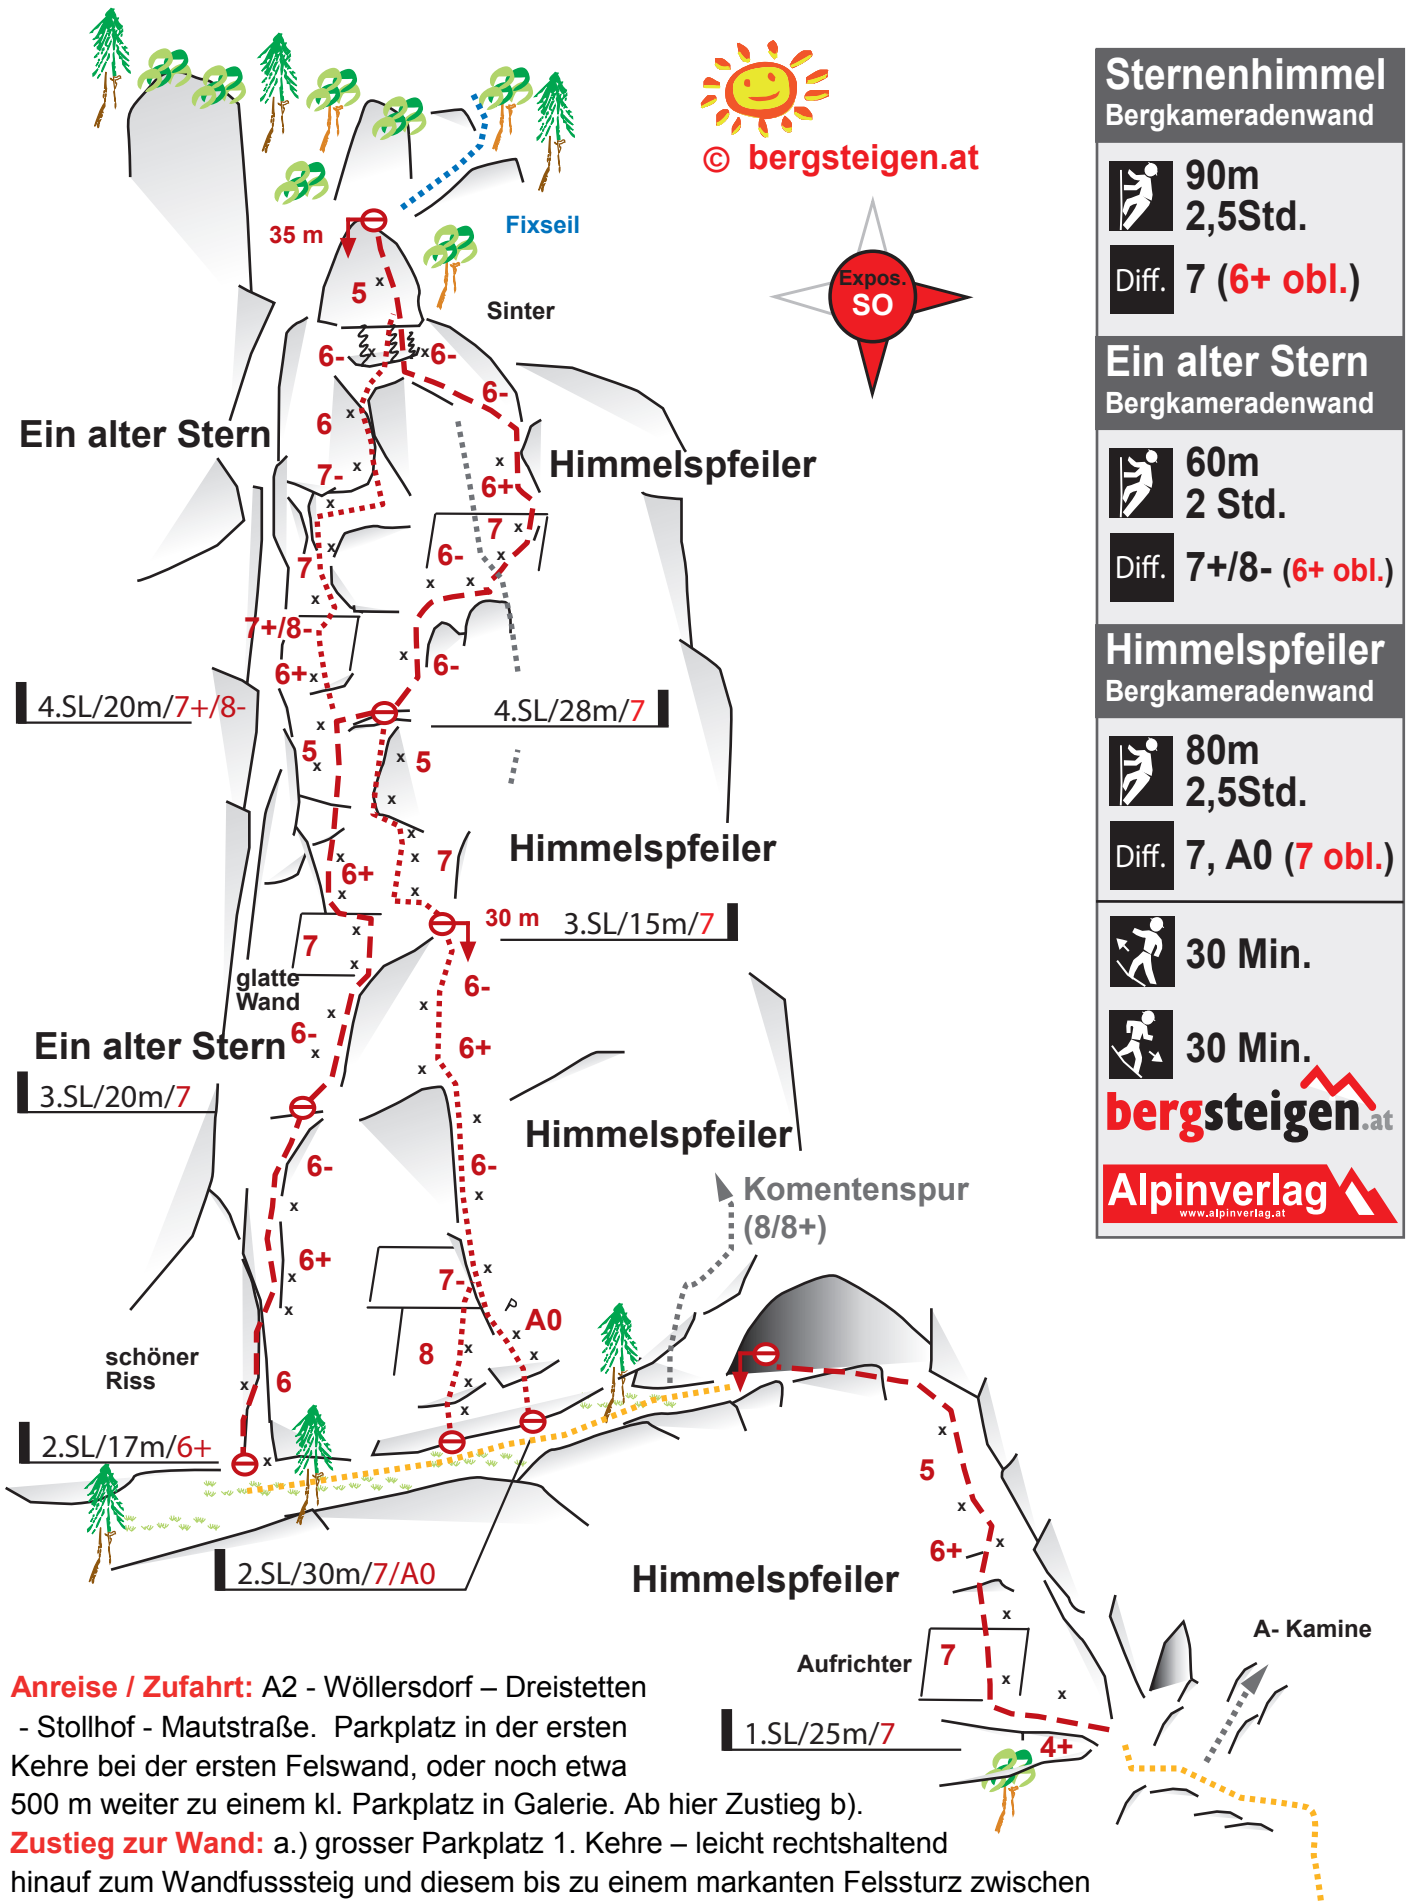 © bergsteigen.at
Fixseil
35 m
5
Sinter
Expos.
SO
6-
6-
6-
6
Ein alter Stern
Himmelspfeiler
7-
6+
7
6-
7
7+/8-
6+
6-
4.SL/20m/7+/8-
4.SL/28m/7
5
5
Himmelspfeiler
7
6+
30 m
3.SL/15m/7
7
glatte
Wand
6-
6-
6+
Ein alter Stern
3.SL/20m/7
Himmelspfeiler
6-
6-
Komentenspur
(8/8+)
6+
7-
P
A0
8
schöner
Riss
6
2.SL/17m/6+
5
6+
2.SL/30m/7/A0
Himmelspfeiler
Aufrichter
7
A- Kamine
1.SL/25m/7
4+
Sternenhimmel
Bergkameradenwand
90m
2,5Std.
Diff. 7 (6+ obl.)
Ein alter Stern
Bergkameradenwand
60m
2 Std.
Diff. 7+/8- (6+ obl.)
Himmelspfeiler
Bergkameradenwand
80m
2,5Std.
Diff. 7, A0 (7 obl.)
30 Min.
30 Min.
bergsteigen.at
Alpinverlag
www.alpinverlag.at
Anreise / Zufahrt: A2 - Wöllersdorf – Dreistetten
- Stollhof - Mautstraße. Parkplatz in der ersten
Kehre bei der ersten Felswand, oder noch etwa
500 m weiter zu einem kl. Parkplatz in Galerie. Ab hier Zustieg b).
Zustieg zur Wand: a.) grosser Parkplatz 1. Kehre – leicht rechtshaltend
hinauf zum Wandfusssteig und diesem bis zu einem markanten Felssturz zwischen